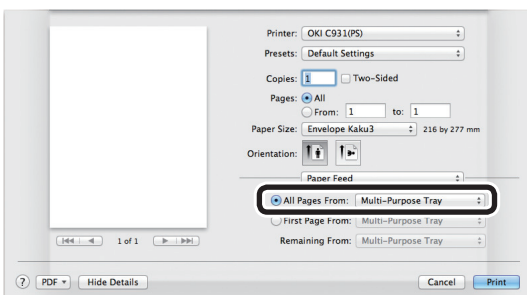 Printer: OKI C931(PS)
Presets: Default Settings
Copies: 1 Two-Sided
Pages: All
From: 1 to: 1
Paper Size: Envelope Kaku3 216 by 277 mm
Orientation:
Paper Feed
All Pages From: Multi-Purpose Tray
First Page From: Multi-Purpose Tray
1 of 1 Remaining From: Multi-Purpose Tray
? PDF Hide Details Cancel Print